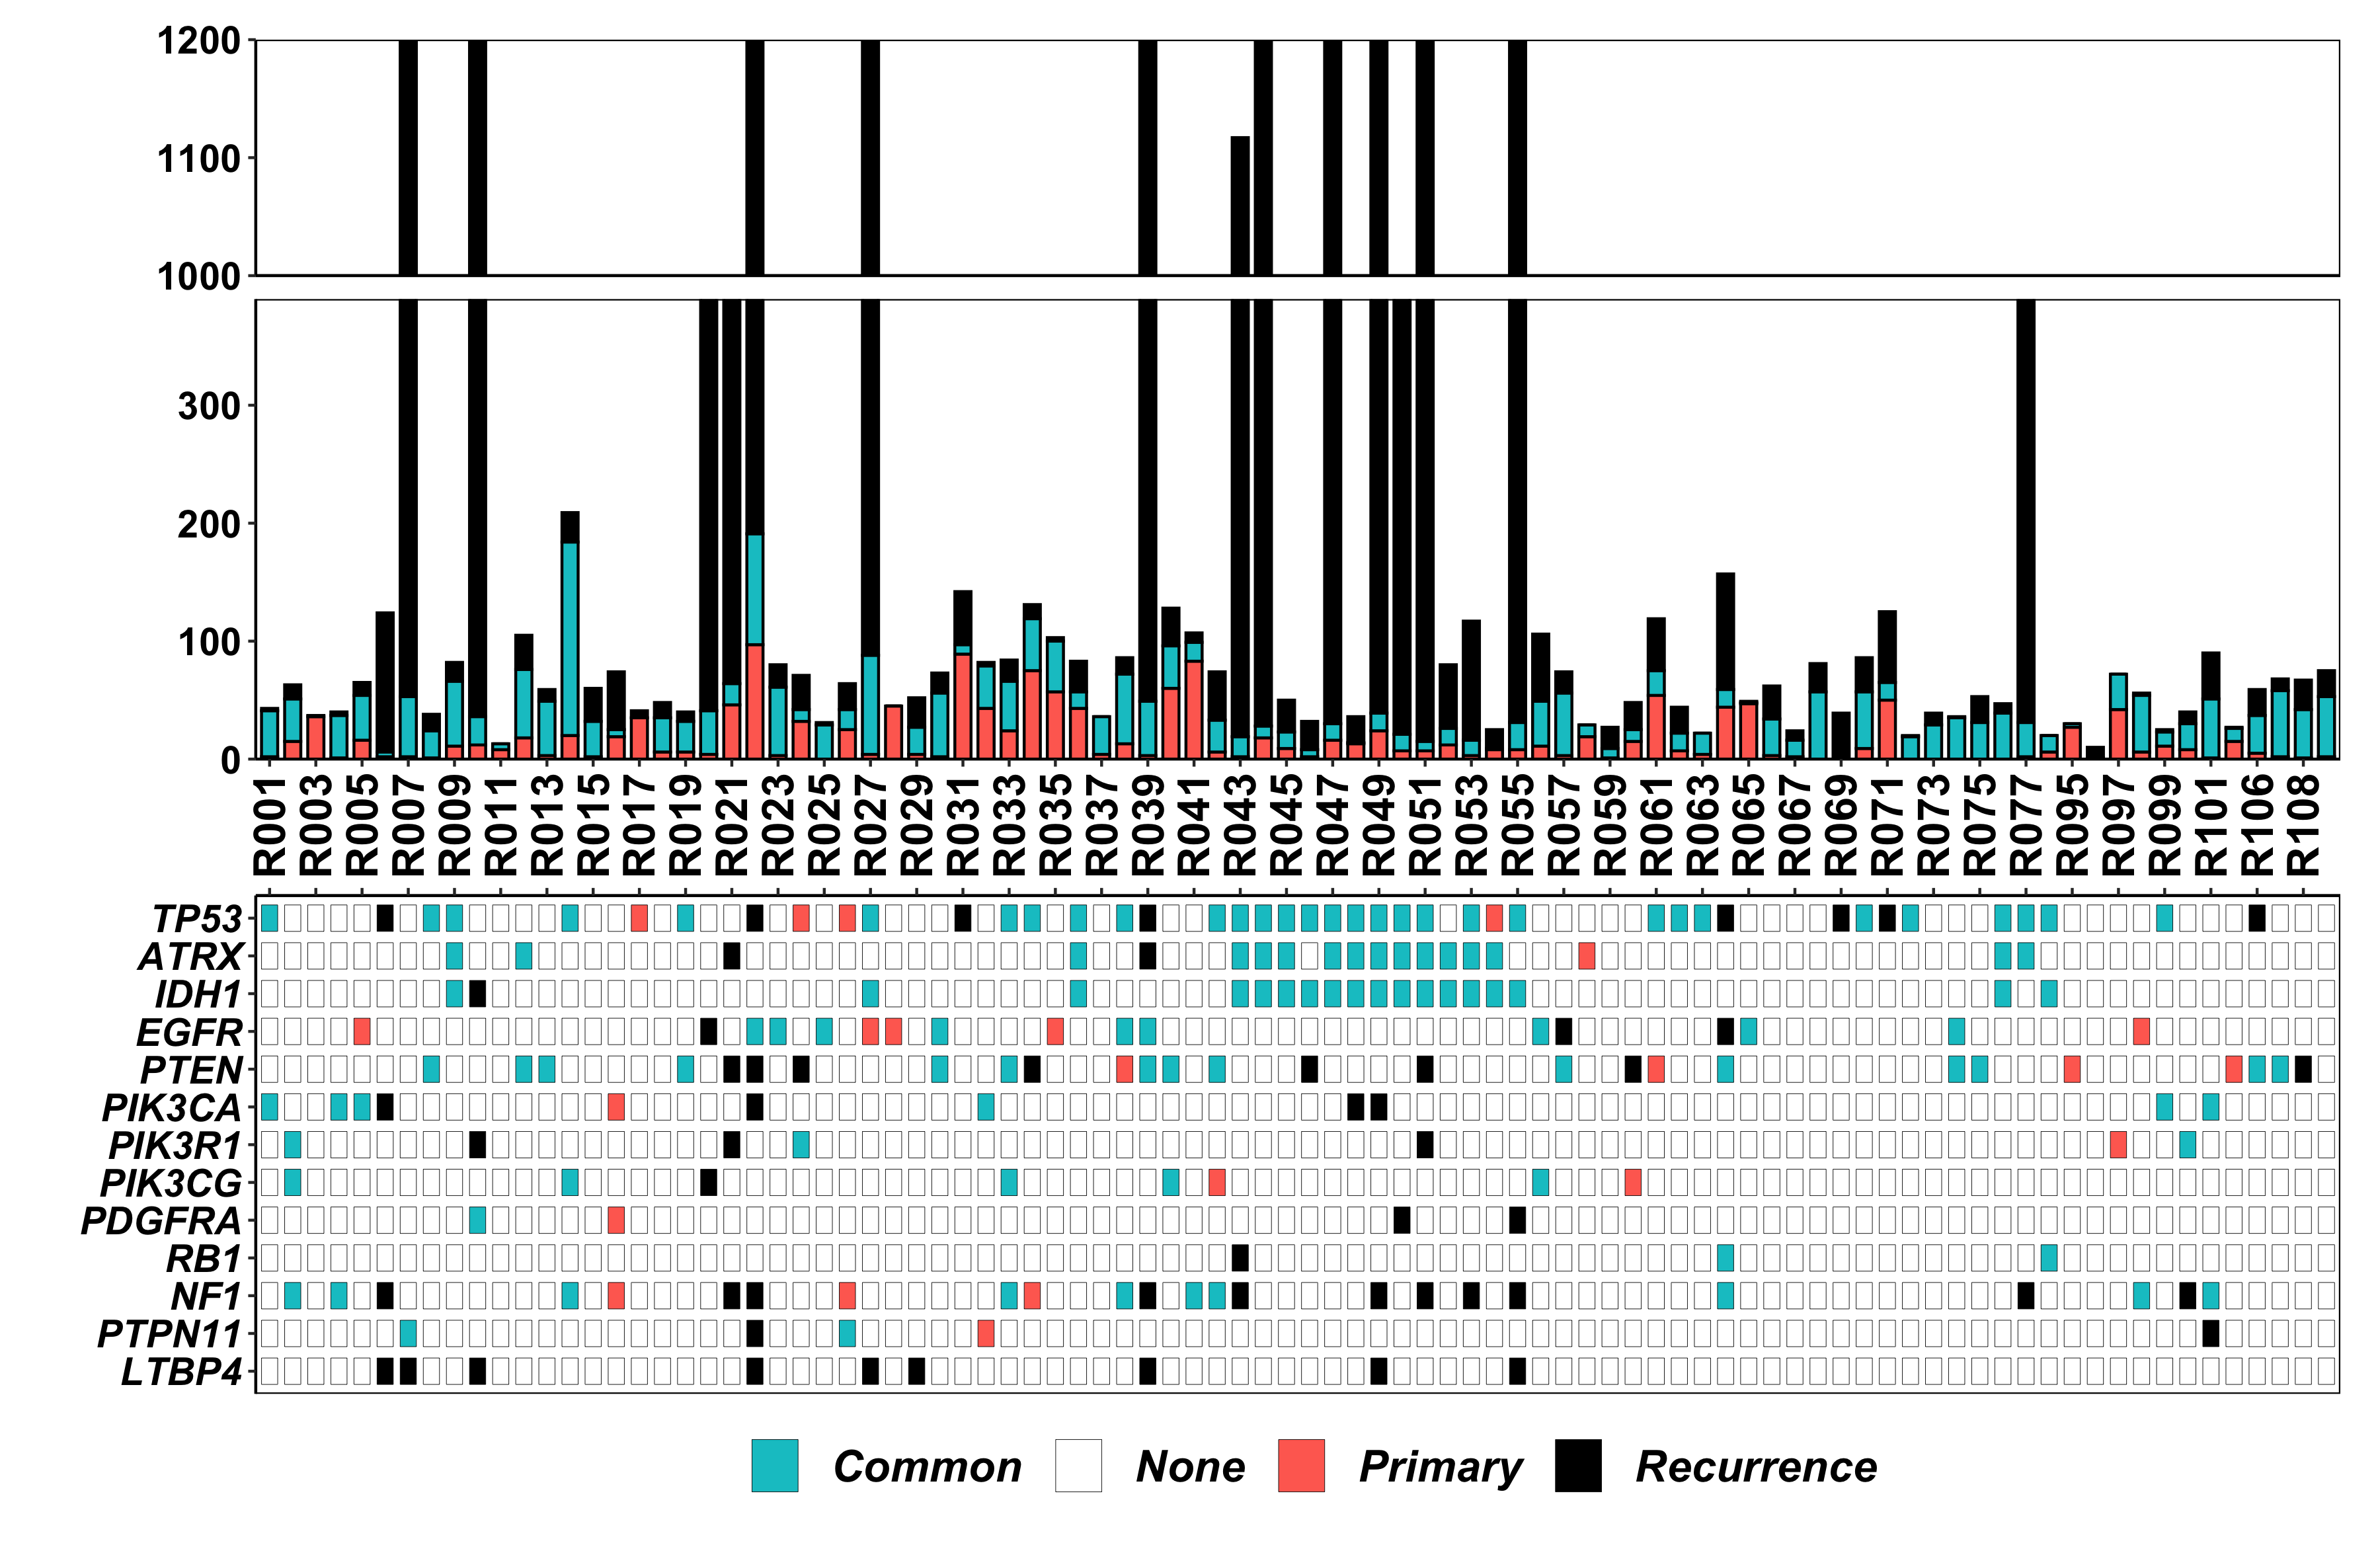 1200
1100
1000
300
200
100
0
R001 R003 R005 R007 R009 R011 R013 R015 R017 R019 R021 R023 R025 R027 R029 R031 R033 R035 R037 R039 R041 R043 R045 R047 R049 R051 R053 R055 R057 R059 R061 R063 R065 R067 R069 R071 R073 R075 R077 R095 R097 R099 R101 R106 R108
TP53
ATRX
IDH1
EGFR
PTEN
PIK3CA
PIK3R1
PIK3CG
PDGFRA
RB1
NF1
PTPN11
LTBP4
Common None Primary Recurrence